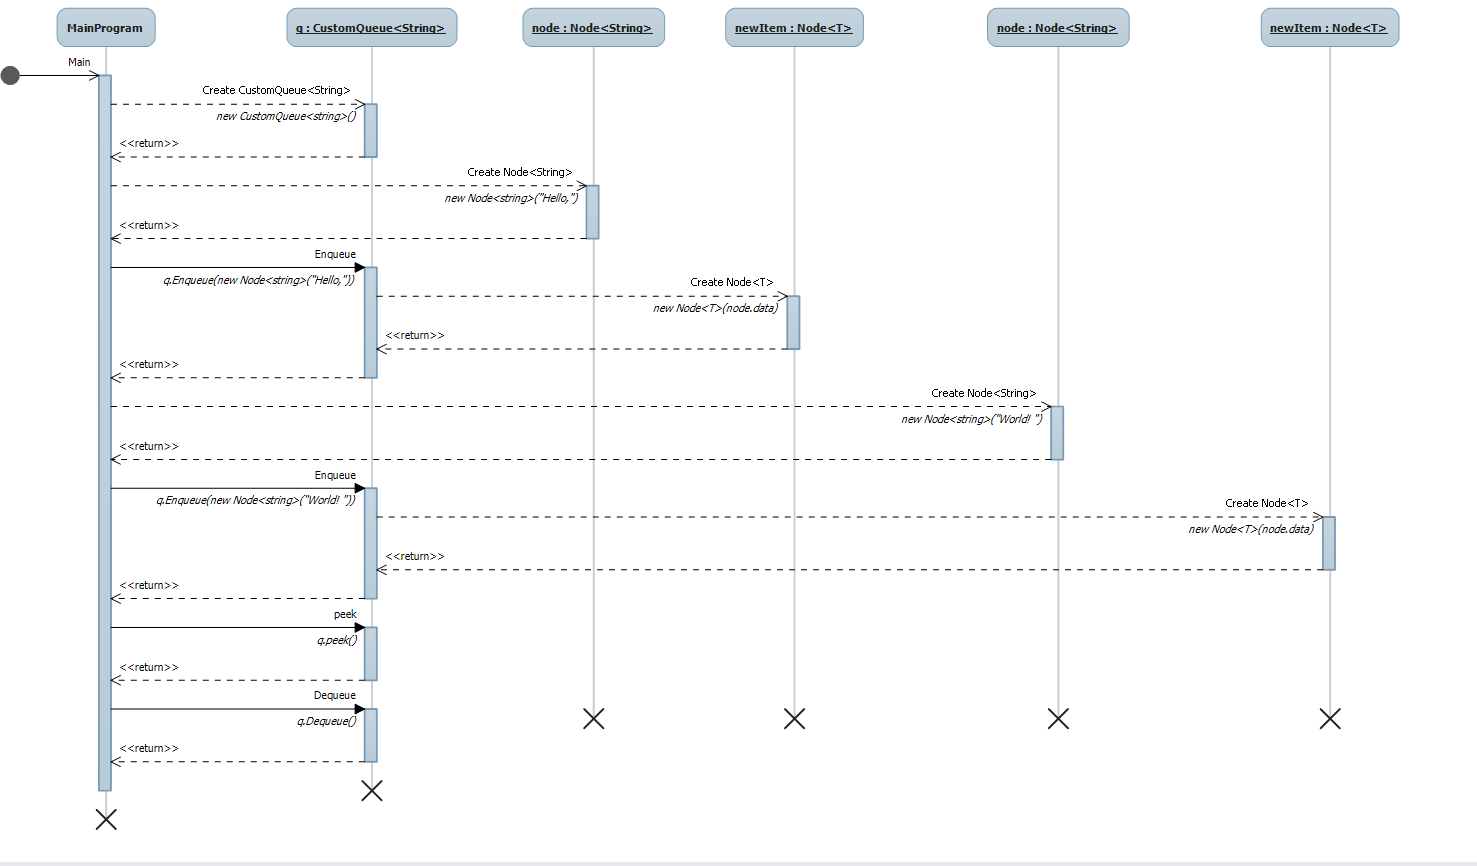 MainProgram
q : CustomQueue<String>
node : Node<String>
newItem : Node<T>
node : Node<String>
newItem : Node<T>
Main
Create CustomQueue<String>
new CustomQueue<string>()
<<return>>
Create Node<String>
new Node<string>("Hello,")
<<return>>
Enqueue
q.Enqueue(new Node<string>("Hello,"))
Create Node<T>
new Node<T>(node.data)
<<return>>
<<return>>
Create Node<String>
new Node<string>("World! ")
<<return>>
Enqueue
q.Enqueue(new Node<string>("World! "))
Create Node<T>
new Node<T>(node.data)
<<return>>
<<return>>
peek
q.peek()
<<return>>
Dequeue
q.Dequeue()
<<return>>